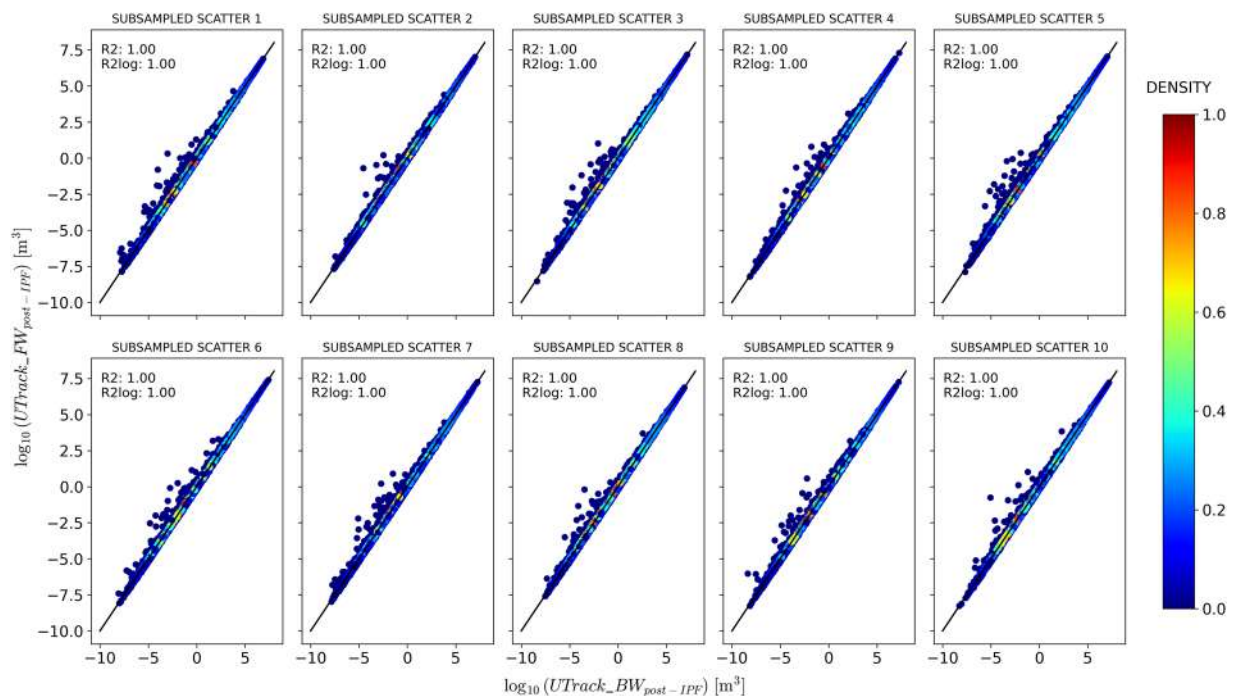 SUBSAMPLED SCATTER 1
SUBSAMPLED SCATTER 2
SUBSAMPLED SCATTER 3
SUBSAMPLED SCATTER 4
SUBSAMPLED SCATTER 5
7.5
5.0
2.5
0.0
−2.5
−5.0
−7.5
−10.0
R2: 1.00
R2log: 1.00
R2: 1.00
R2log: 1.00
R2: 1.00
R2log: 1.00
R2: 1.00
R2log: 1.00
R2: 1.00
R2log: 1.00
SUBSAMPLED SCATTER 6
SUBSAMPLED SCATTER 7
SUBSAMPLED SCATTER 8
SUBSAMPLED SCATTER 9
SUBSAMPLED SCATTER 10
7.5
5.0
2.5
0.0
−2.5
−5.0
−7.5
−10.0
R2: 1.00
R2log: 1.00
R2: 1.00
R2log: 1.00
R2: 1.00
R2log: 1.00
R2: 1.00
R2log: 1.00
R2: 1.00
R2log: 1.00
−10 −5 0 5
−10 −5 0 5
−10 −5 0 5
−10 −5 0 5
−10 −5 0 5
log₁₀ (UTrack_FW_post−IPF) [m³]
log₁₀ (UTrack_BW_post−IPF) [m³]
DENSITY
1.0
0.8
0.6
0.4
0.2
0.0